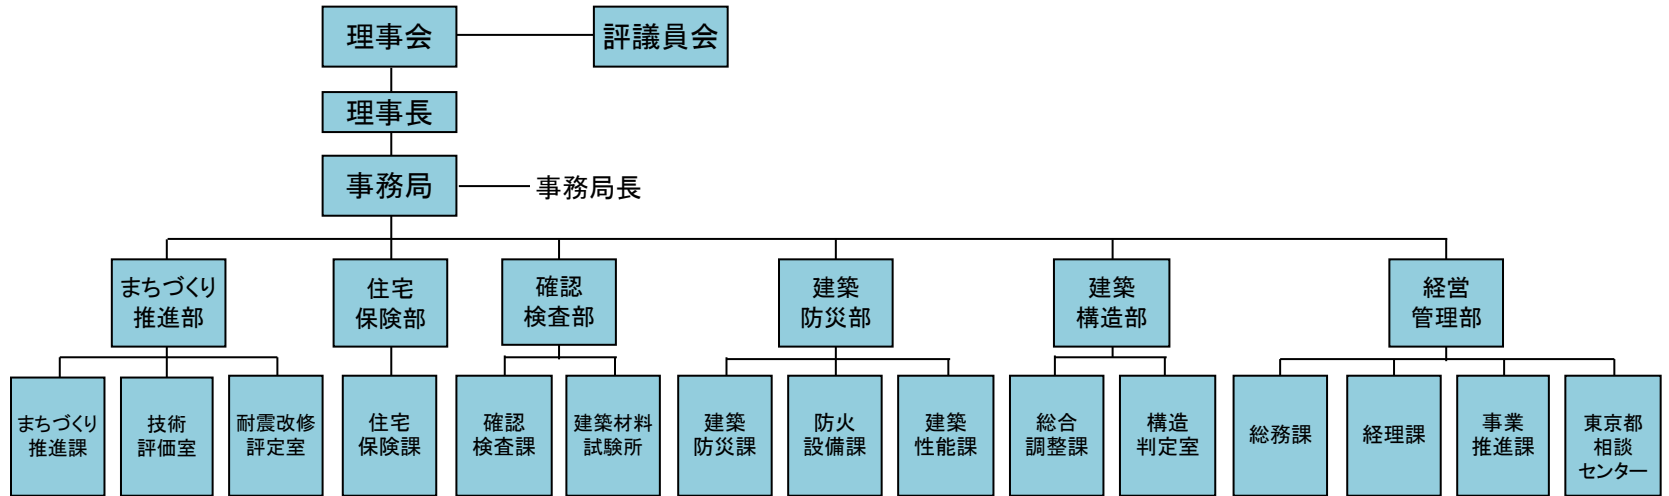 理事会
評議員会
理事長
事務局
事務局長
まちづくり
推進部
住宅
保険部
確認
検査部
建築
防災部
建築
構造部
経営
管理部
まちづくり
推進課
技術
評価室
耐震改修
評定室
住宅
保険課
確認
検査課
建築材料
試験所
建築
防災課
防火
設備課
建築
性能課
総合
調整課
構造
判定室
総務課
経理課
事業
推進課
東京都
相談
センター